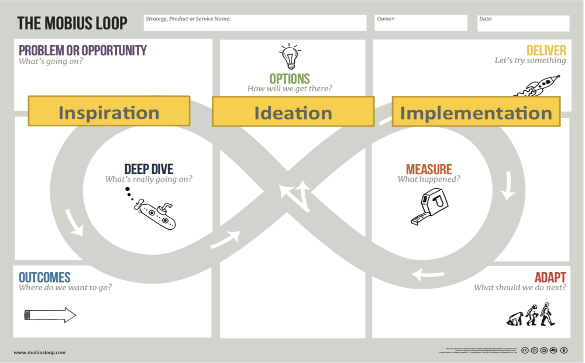 THE MOBIUS LOOP
Strategy, Product or Service Name:
Owner:
Date:
PROBLEM OR OPPORTUNITY
What's going on?
OPTIONS
How will we get there?
DELIVER
Let's try something
Inspiration
Ideation
Implementation
DEEP DIVE
What's really going on?
MEASURE
What happened?
OUTCOMES
Where do we want to go?
ADAPT
What should we do next?
www.mobiusloop.com